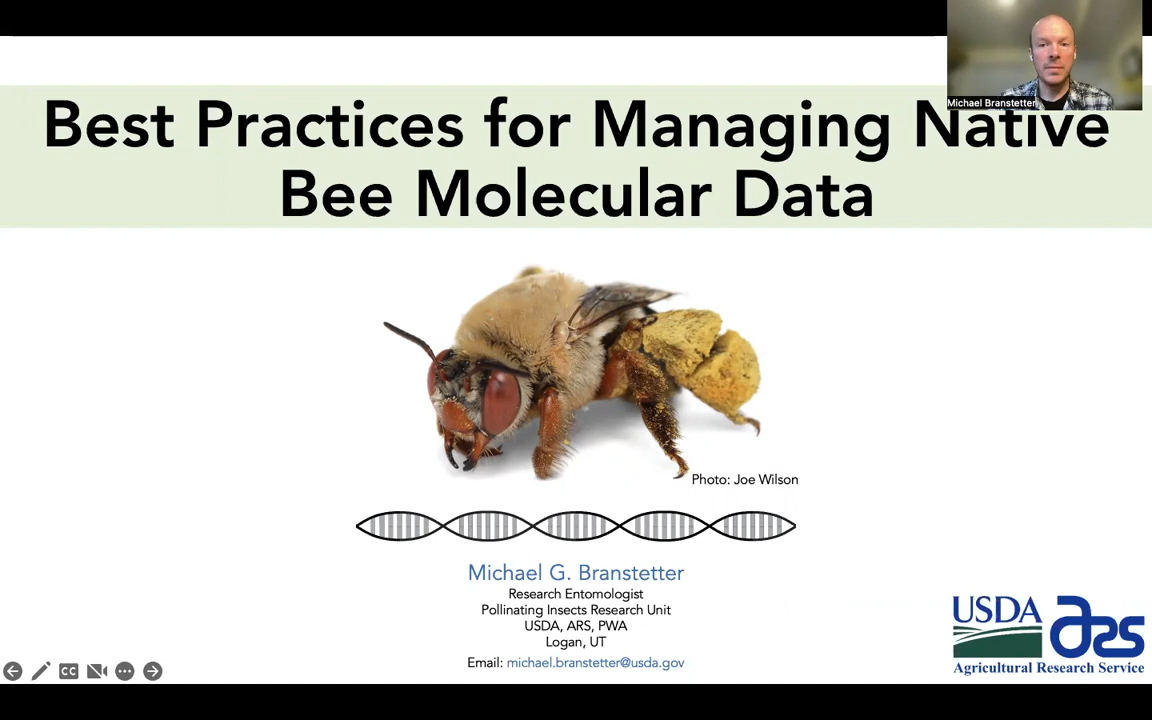 Michael Branstetter
Best Practices for Managing Native
Bee Molecular Data
Photo: Joe Wilson
Michael G. Branstetter
Research Entomologist
Pollinating Insects Research Unit
USDA, ARS, PWA
Logan, UT
Email: michael.branstetter@usda.gov
CC
USDA ars
Agricultural Research Service